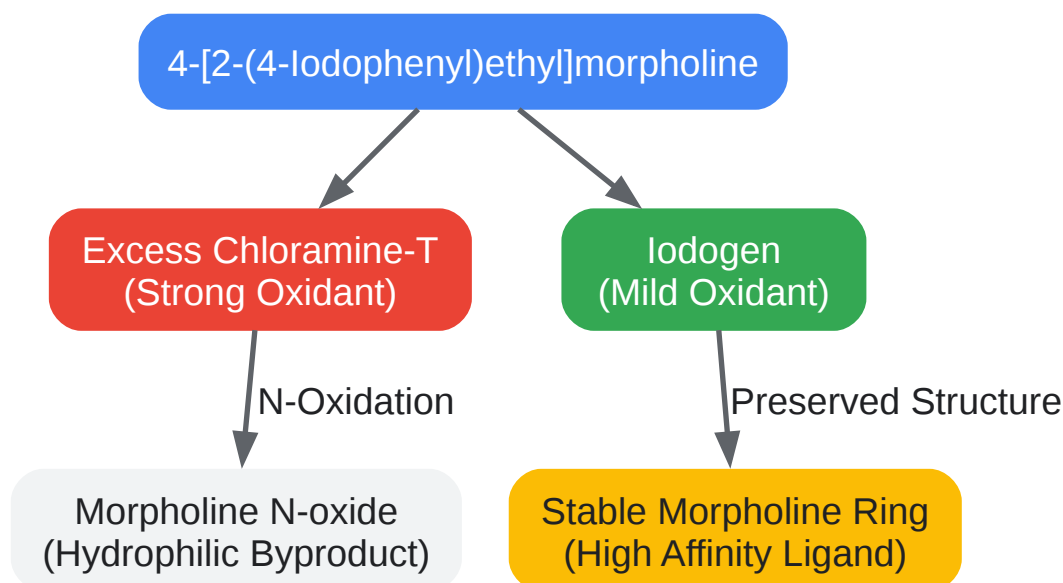 4-[2-(4-Iodophenyl)ethyl]morpholine
Excess Chloramine-T
(Strong Oxidant)
Iodogen
(Mild Oxidant)
N-Oxidation
Preserved Structure
Morpholine N-oxide
(Hydrophilic Byproduct)
Stable Morpholine Ring
(High Affinity Ligand)